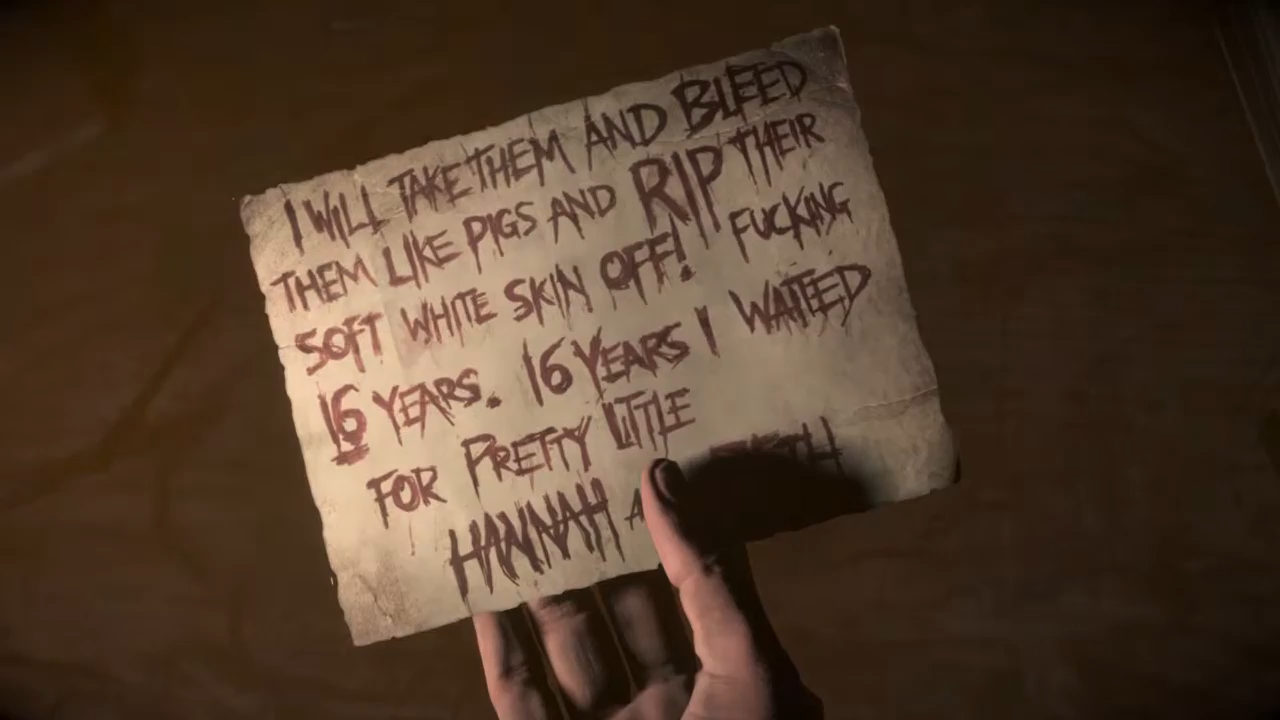 I WILL TAKE THEM AND BLEED
THEM LIKE PIGS AND RIP THEIR
SOFT WHITE SKIN OFF! FUCKING
16 YEARS. 16 YEARS I WAITED
FOR PRETTY LITTLE
HANNAH